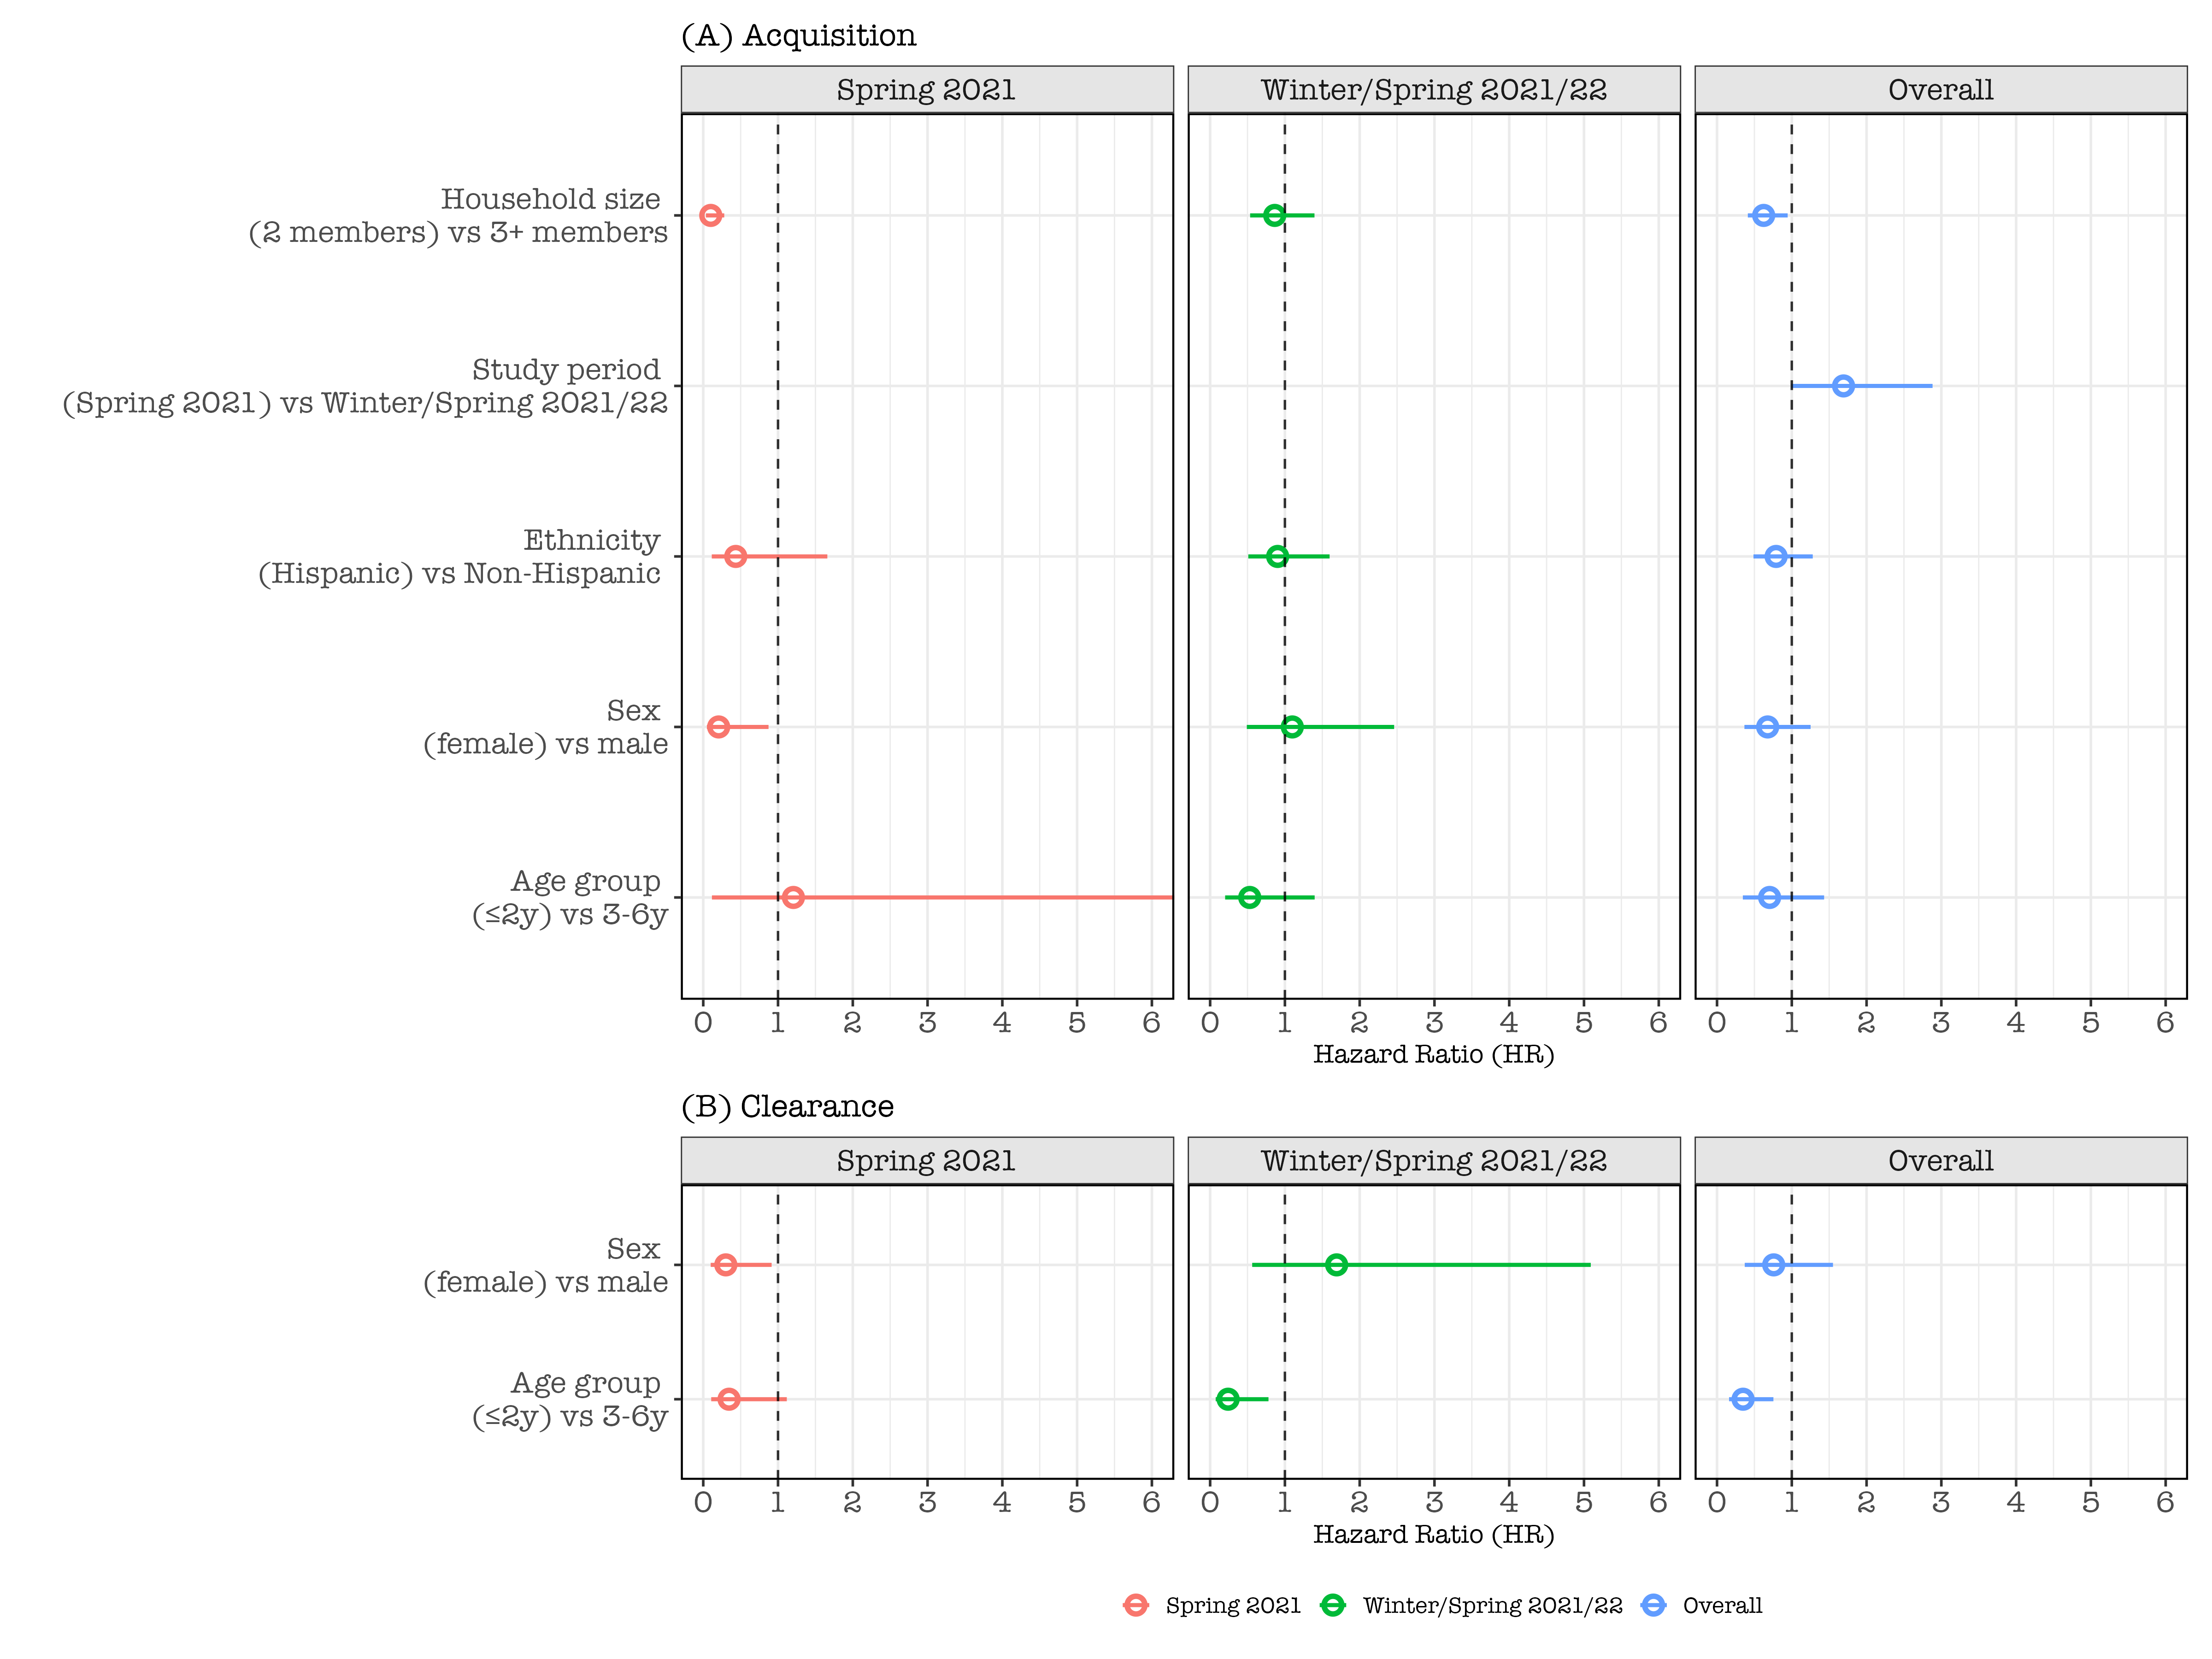 (A) Acquisition
Spring 2021
Winter/Spring 2021/22
Overall
Household size
(2 members) vs 3+ members
Study period
(Spring 2021) vs Winter/Spring 2021/22
Ethnicity
(Hispanic) vs Non-Hispanic
Sex
(female) vs male
Age group
(≤2y) vs 3-6y
0 1 2 3 4 5 6
0 1 2 3 4 5 6
0 1 2 3 4 5 6
Hazard Ratio (HR)
(B) Clearance
Spring 2021
Winter/Spring 2021/22
Overall
Sex
(female) vs male
Age group
(≤2y) vs 3-6y
0 1 2 3 4 5 6
0 1 2 3 4 5 6
0 1 2 3 4 5 6
Hazard Ratio (HR)
Spring 2021
Winter/Spring 2021/22
Overall